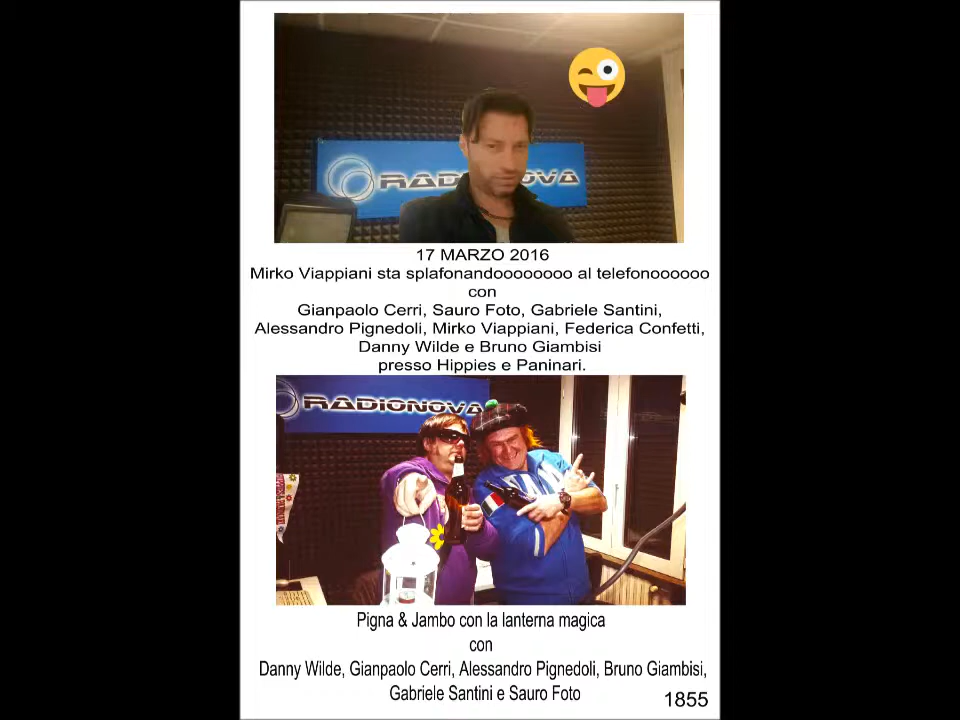 RADIONOVA
17 MARZO 2016
Mirko Viappiani sta splafonandoooooooo al telefonoooooo
con
Gianpaolo Cerri, Sauro Foto, Gabriele Santini,
Alessandro Pignedoli, Mirko Viappiani, Federica Confetti,
Danny Wilde e Bruno Giambisi
presso Hippies e Paninari.
RADIONOVA
Pigna & Jambo con la lanterna magica
con
Danny Wilde, Gianpaolo Cerri, Alessandro Pignedoli, Bruno Giambisi,
Gabriele Santini e Sauro Foto
1855